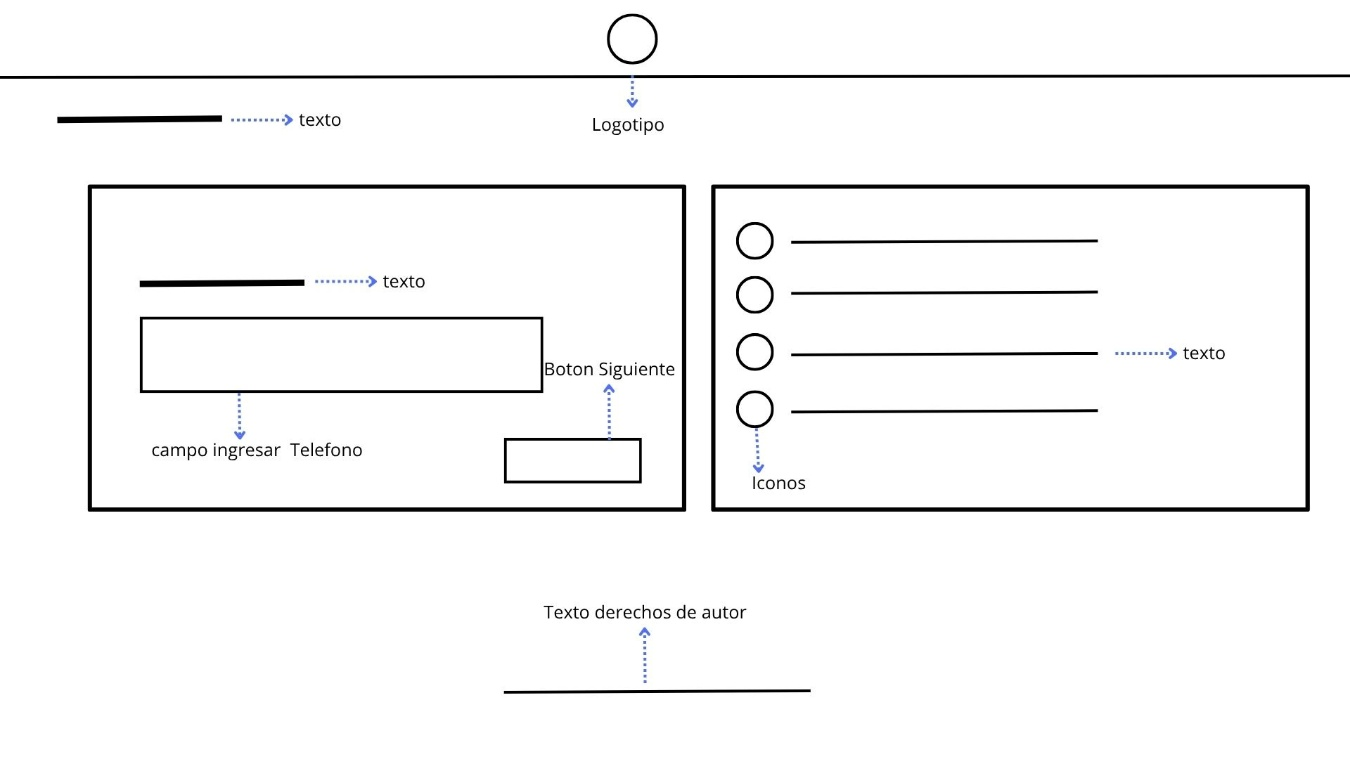 Logotipo
texto
texto
Boton Siguiente
campo ingresar  Telefono
texto
Iconos
Texto derechos de autor